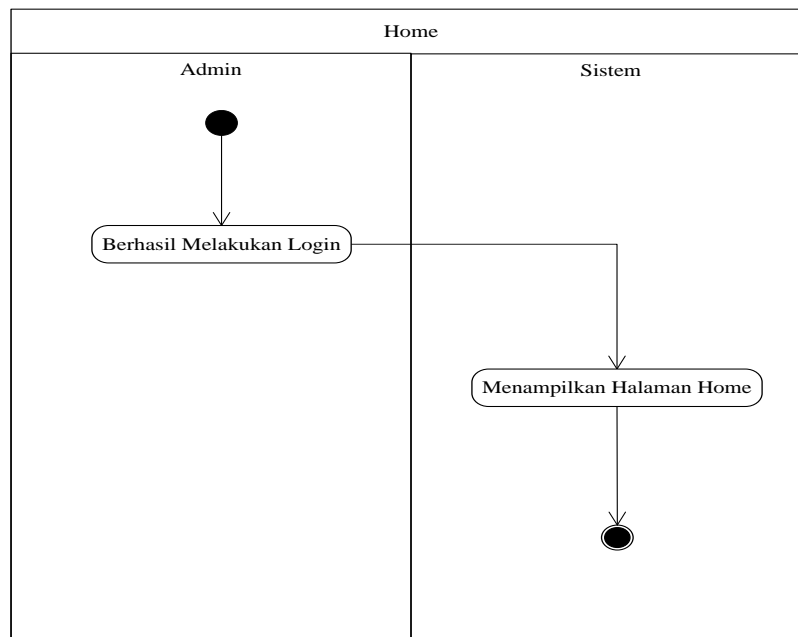 Home
Admin
Sistem
Berhasil Melakukan Login
Menampilkan Halaman Home